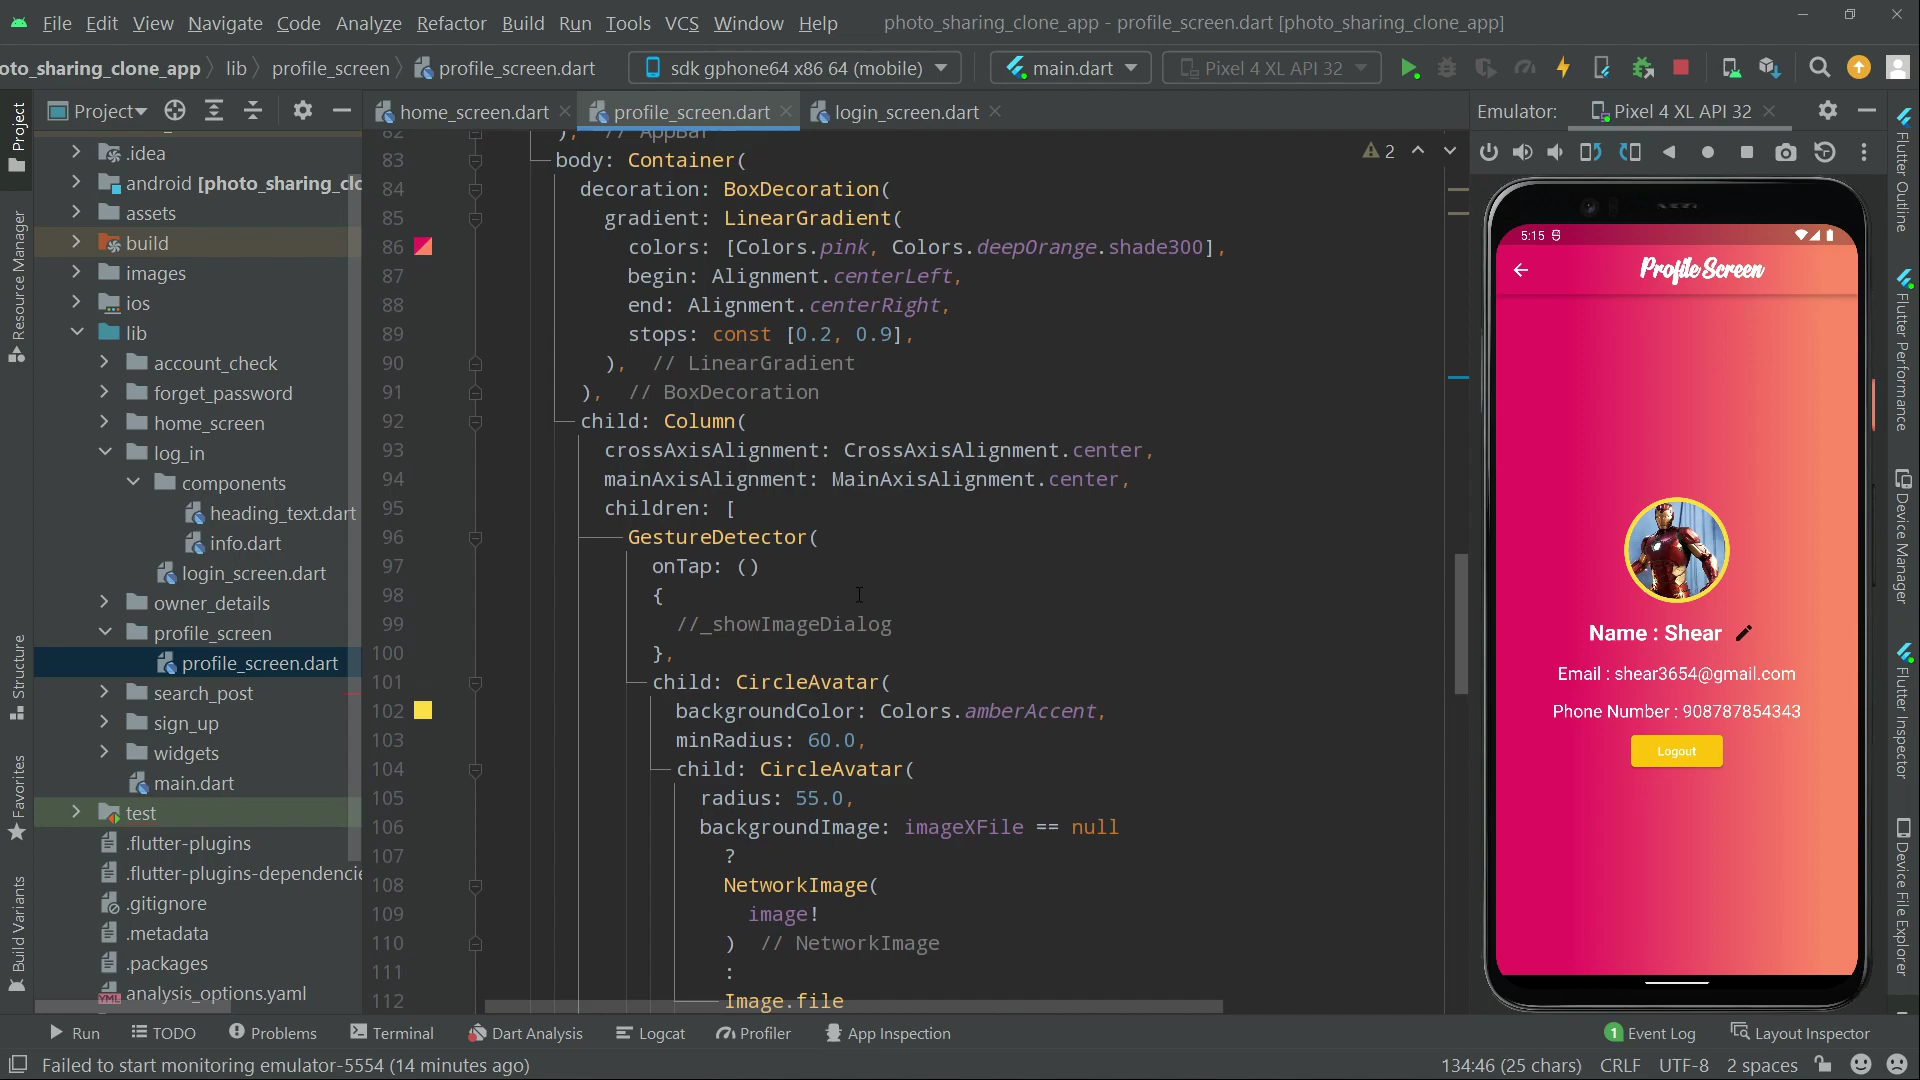 File Edit View Navigate Code Analyze Refactor Build Run Tools VCS Window Help photo_sharing_clone_app - profile_screen.dart [photo_sharing_clone_app]
oto_sharing_clone_app lib profile_screen profile_screen.dart sdk gphone64 x86 64 (mobile) main.dart Pixel 4 XL API 32
Project home_screen.dart profile_screen.dart login_screen.dart Emulator: Pixel 4 XL API 32
.idea
android [photo_sharing_clo
assets
build
images
ios
lib
account_check
forget_password
home_screen
log_in
components
heading_text.dart
info.dart
login_screen.dart
owner_details
profile_screen
profile_screen.dart
search_post
sign_up
widgets
main.dart
test
.flutter-plugins
.flutter-plugins-dependencie
.gitignore
.metadata
.packages
analysis_options.yaml
82 ), // AppBar
83 body: Container(
84 decoration: BoxDecoration(
85 gradient: LinearGradient(
86 colors: [Colors.pink, Colors.deepOrange.shade300],
87 begin: Alignment.centerLeft,
88 end: Alignment.centerRight,
89 stops: const [0.2, 0.9],
90 ), // LinearGradient
91 ), // BoxDecoration
92 child: Column(
93 crossAxisAlignment: CrossAxisAlignment.center,
94 mainAxisAlignment: MainAxisAlignment.center,
95 children: [
96 GestureDetector(
97 onTap: ()
98 {
99 //_showImageDialog
100 },
101 child: CircleAvatar(
102 backgroundColor: Colors.amberAccent,
103 minRadius: 60.0,
104 child: CircleAvatar(
105 radius: 55.0,
106 backgroundImage: imageXFile == null
107 ?
108 NetworkImage(
109 image!
110 ) // NetworkImage
111 :
112 Image.file
2
5:15
Profile Screen
Name : Shear
Email : shear3654@gmail.com
Phone Number : 908787854343
Logout
Project
Resource Manager
Structure
Favorites
Build Variants
Flutter Outline
Flutter Performance
Device Manager
Flutter Inspector
Device File Explorer
Run TODO Problems Terminal Dart Analysis Logcat Profiler App Inspection 1 Event Log Layout Inspector
Failed to start monitoring emulator-5554 (14 minutes ago) 134:46 (25 chars) CRLF UTF-8 2 spaces